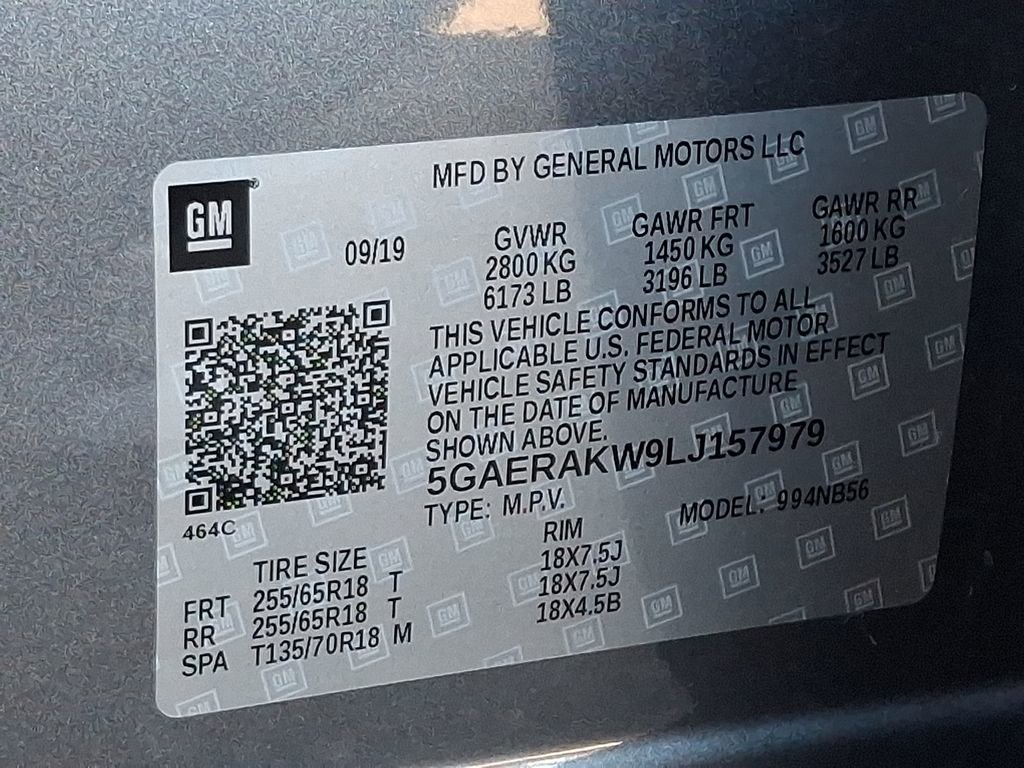 MFD BY GENERAL MOTORS LLC
GM
09/19
GVWR GAWR FRT GAWR RR
2800 KG 1450 KG 1600 KG
6173 LB 3196 LB 3527 LB
THIS VEHICLE CONFORMS TO ALL
APPLICABLE U.S. FEDERAL MOTOR
VEHICLE SAFETY STANDARDS IN EFFECT
ON THE DATE OF MANUFACTURE
SHOWN ABOVE.
5GAERAKW9LJ157979
TYPE: M.P.V. MODEL: 994NB56
464C
TIRE SIZE RIM
FRT 255/65R18 T 18X7.5J
RR 255/65R18 T 18X7.5J
SPA T135/70R18 M 18X4.5B